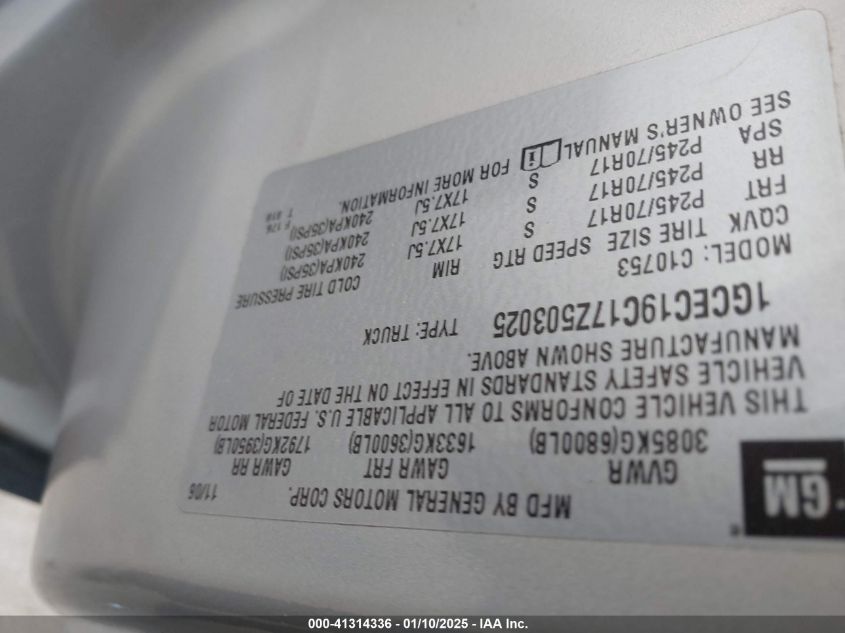 GM
MFD BY GENERAL MOTORS CORP. 11/06
GVWR GAWR FRT GAWR RR
3085KG(6800LB) 1633KG(3600LB) 1792KG(3950LB)
THIS VEHICLE CONFORMS TO ALL APPLICABLE U.S. FEDERAL MOTOR
VEHICLE SAFETY STANDARDS IN EFFECT ON THE DATE OF
MANUFACTURE SHOWN ABOVE.
1GCEC19C17Z503025 TYPE: TRUCK
MODEL: C10753
CQVK TIRE SIZE SPEED RTG RIM COLD TIRE PRESSURE
FRT P245/70R17 S 17X7.5J 240KPA(35PSI)
RR P245/70R17 S 17X7.5J 240KPA(35PSI)
SPA P245/70R17 S 17X7.5J 240KPA(35PSI)
SEE OWNER'S MANUAL i FOR MORE INFORMATION.
000-41314336 - 01/10/2025 - IAA Inc.